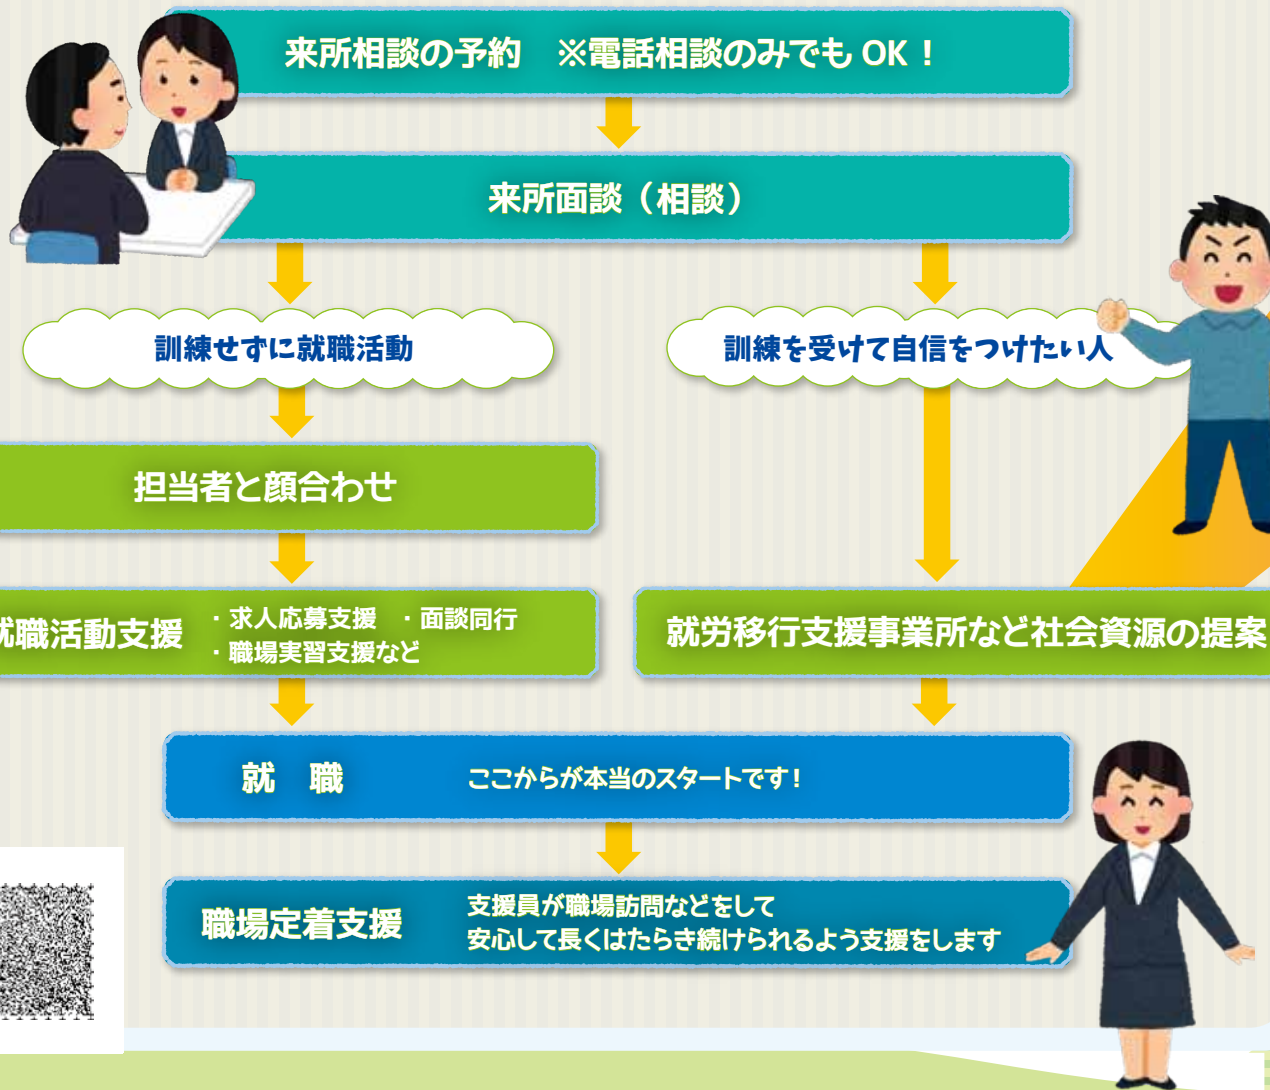 来所相談の予約　※電話相談のみでも OK！
来所面談（相談）
訓練せずに就職活動
訓練を受けて自信をつけたい人
担当者と顔合わせ
就職活動支援
・求人応募支援　・面談同行
・職場実習支援など
就労移行支援事業所など社会資源の提案
就　職
ここからが本当のスタートです！
職場定着支援
支援員が職場訪問などをして
安心して長くはたらき続けられるよう支援をします